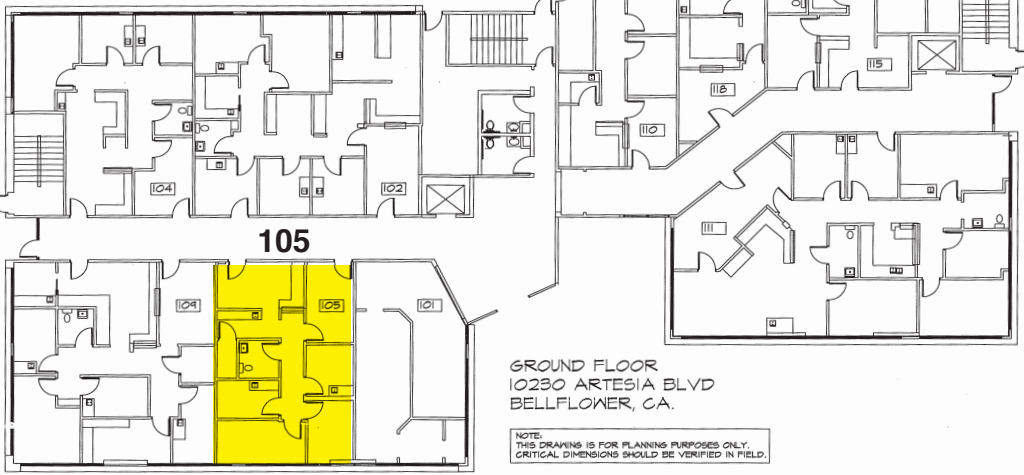 115
118
110
104
102
111
105
109
105
101
GROUND FLOOR
10230 ARTESIA BLVD
BELLFLOWER, CA.
NOTE:
THIS DRAWING IS FOR PLANNING PURPOSES ONLY.
CRITICAL DIMENSIONS SHOULD BE VERIFIED IN FIELD.